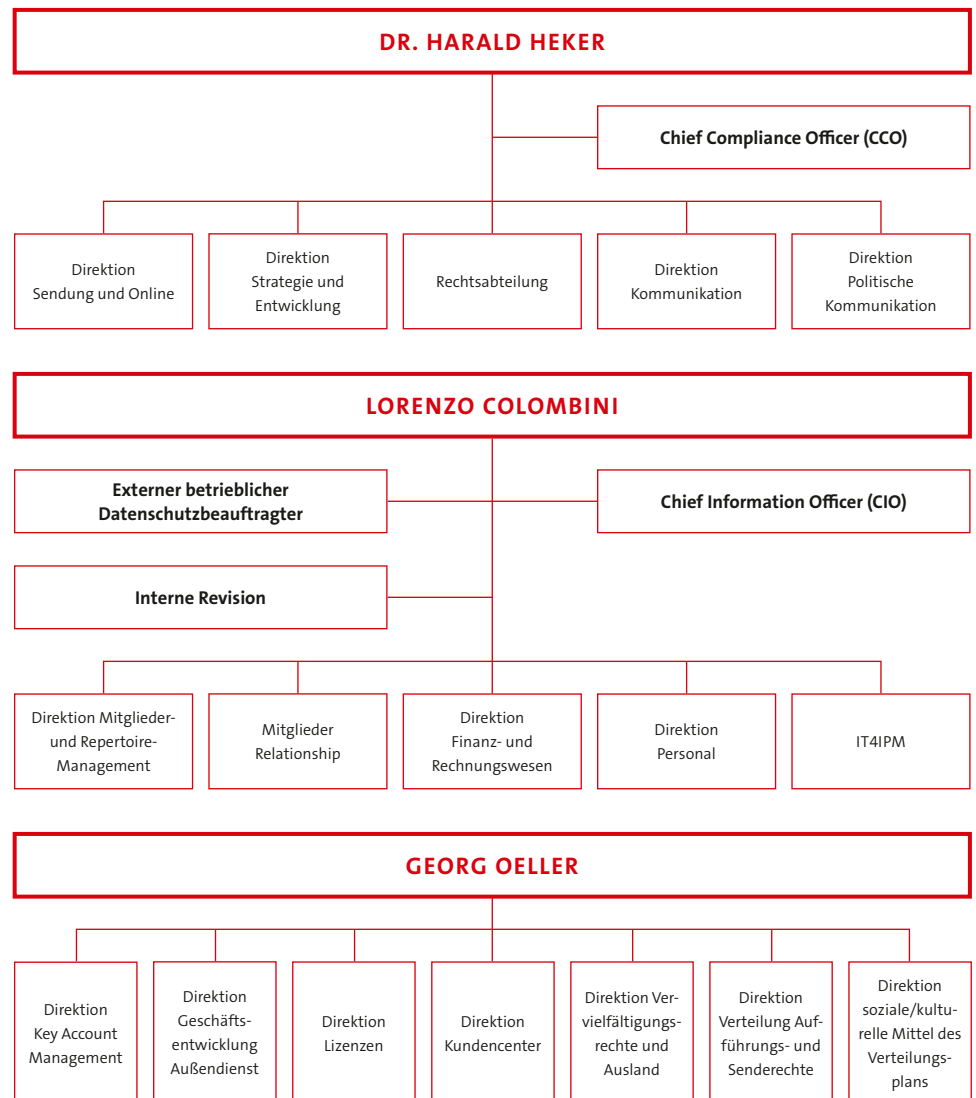 DR. HARALD HEKER
Chief Compliance Officer (CCO)
Direktion
Sendung und Online
Direktion
Strategie und
Entwicklung
Rechtsabteilung
Direktion
Kommunikation
Direktion
Politische
Kommunikation
LORENZO COLOMBINI
Externer betrieblicher
Datenschutzbeauftragter
Chief Information Officer (CIO)
Interne Revision
Direktion Mitglieder-
und Repertoire-
Management
Mitglieder
Relationship
Direktion
Finanz- und
Rechnungswesen
Direktion
Personal
IT4IPM
GEORG OELLER
Direktion
Key Account
Management
Direktion
Geschäfts-
entwicklung
Außendienst
Direktion
Lizenzen
Direktion
Kundencenter
Direktion Ver-
vielfältigungs-
rechte und
Ausland
Direktion
Verteilung Auf-
führungs- und
Senderechte
Direktion
soziale/kultu-
relle Mittel des
Verteilungs-
plans